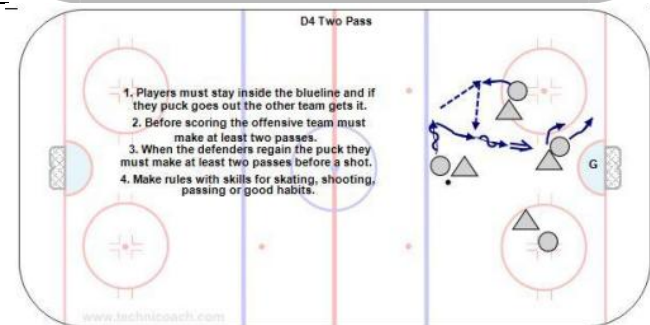 D4 Two Pass
1. Players must stay inside the blueline and if
they puck goes out the other team gets it.
2. Before scoring the offensive team must
make at least two passes.
3. When the defenders regain the puck they
must make at least two passes before a shot.
4. Make rules with skills for skating, shooting,
passing or good habits.
G
www.technicoach.com